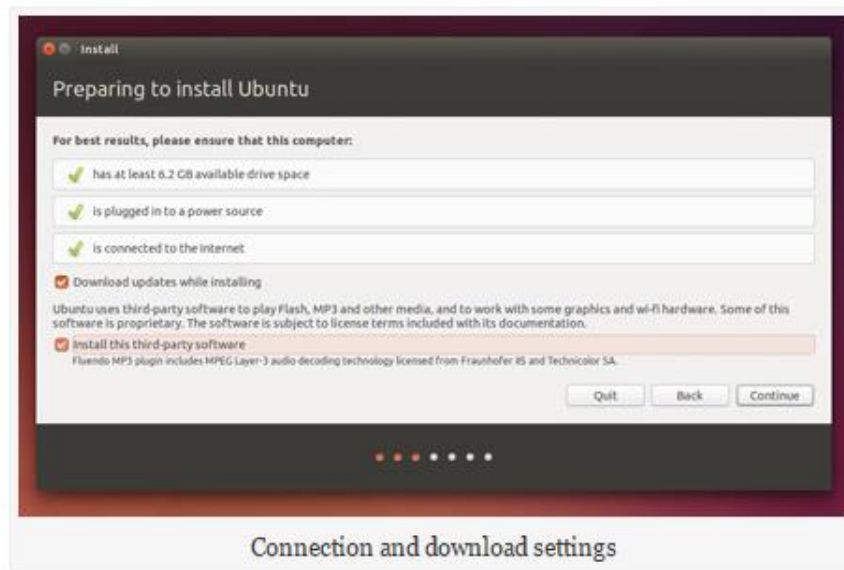 Install
Preparing to install Ubuntu
For best results, please ensure that this computer:
has at least 6.2 GB available drive space
is plugged in to a power source
is connected to the Internet
Download updates while installing
Ubuntu uses third-party software to play Flash, MP3 and other media, and to work with some graphics and wi-fi hardware. Some of this
software is proprietary. The software is subject to license terms included with its documentation.
Install this third-party software
Fluendo MP3 plugin includes MPEG Layer-3 audio decoding technology licensed from Fraunhofer IIS and Technicolor SA.
Quit Back Continue
Connection and download settings